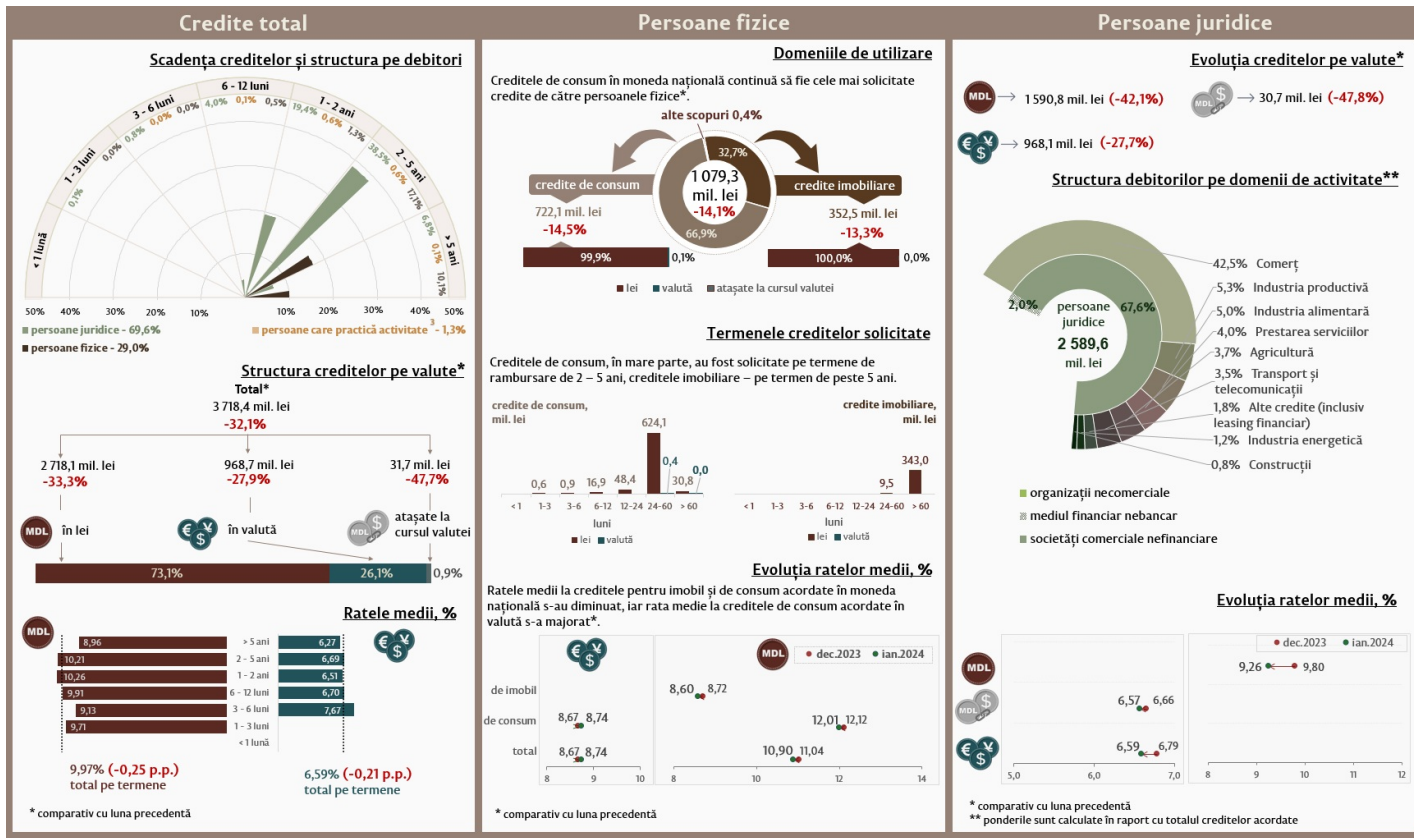 Credite total
Scadența creditelor și structura pe debitori
< 1 lună
1 - 3 luni
3 - 6 luni
6 - 12 luni
1 - 2 ani
2 - 5 ani
> 5 ani
0,1%
0,0%
0,8%
0,0%
0,0%
4,0%
0,1%
0,5%
19,4%
0,6%
1,3%
38,5%
0,6%
17,1%
6,8%
0,1%
10,1%
50% 40% 30% 20% 10% 10% 20% 30% 40% 50%
persoane juridice - 69,6%
persoane care practică activitate 3 - 1,3%
persoane fizice - 29,0%
Structura creditelor pe valute*
Total*
3 718,4 mil. lei
-32,1%
2 718,1 mil. lei
-33,3%
968,7 mil. lei
-27,9%
31,7 mil. lei
-47,7%
MDL
în lei
€ ¥ $
în valută
MDL $
atașate la
cursul valutei
73,1% 26,1% 0,9%
Ratele medii, %
MDL
€ ¥ $
8,96 > 5 ani 6,27
10,21 2 - 5 ani 6,69
10,26 1 - 2 ani 6,51
9,91 6 - 12 luni 6,70
9,13 3 - 6 luni 7,67
9,71 1 - 3 luni
< 1 lună
9,97% (-0,25 p.p.)
total pe termene
6,59% (-0,21 p.p.)
total pe termene
* comparativ cu luna precedentă
Persoane fizice
Domeniile de utilizare
Creditele de consum în moneda națională continuă să fie cele mai solicitate
credite de către persoanele fizice*.
alte scopuri 0,4%
32,7%
1 079,3
mil. lei
-14,1%
66,9%
credite de consum
722,1 mil. lei
-14,5%
credite imobiliare
352,5 mil. lei
-13,3%
99,9% 0,1%
100,0% 0,0%
lei valută atașate la cursul valutei
Termenele creditelor solicitate
Creditele de consum, în mare parte, au fost solicitate pe termene de
rambursare de 2 – 5 ani, creditele imobiliare – pe termen de peste 5 ani.
credite de consum,
mil. lei
0,6 0,9 16,9 48,4 624,1 0,4 30,8 0,0
< 1 1-3 3-6 6-12 12-24 24-60 > 60
luni
lei valută
credite imobiliare,
mil. lei
9,5 343,0
< 1 1-3 3-6 6-12 12-24 24-60 > 60
luni
lei valută
Evoluția ratelor medii, %
Ratele medii la creditele pentru imobil și de consum acordate în moneda
națională s-au diminuat, iar rata medie la creditele de consum acordate în
valută s-a majorat*.
€ ¥ $
MDL
dec.2023 ian.2024
de imobil 8,60 8,72
de consum 8,67 8,74 12,01 12,12
total 8,67 8,74 10,90 11,04
8 9 10 8 10 12 14
* comparativ cu luna precedentă
Persoane juridice
Evoluția creditelor pe valute*
MDL
1 590,8 mil. lei (-42,1%)
MDL $
30,7 mil. lei (-47,8%)
€ ¥ $
968,1 mil. lei (-27,7%)
Structura debitorilor pe domenii de activitate**
2,0%
67,6%
persoane
juridice
2 589,6
mil. lei
42,5% Comerț
5,3% Industria productivă
5,0% Industria alimentară
4,0% Prestarea serviciilor
3,7% Agricultură
3,5% Transport și
telecomunicații
1,8% Alte credite (inclusiv
leasing financiar)
1,2% Industria energetică
0,8% Construcții
organizații necomerciale
mediul financiar nebancar
societăți comerciale nefinanciare
Evoluția ratelor medii, %
dec.2023 ian.2024
MDL
9,26 9,80
MDL $
6,57 6,66
€ ¥ $
6,59 6,79
5,0 6,0 7,0 8 9 10 11 12
* comparativ cu luna precedentă
** ponderile sunt calculate în raport cu totalul creditelor acordate